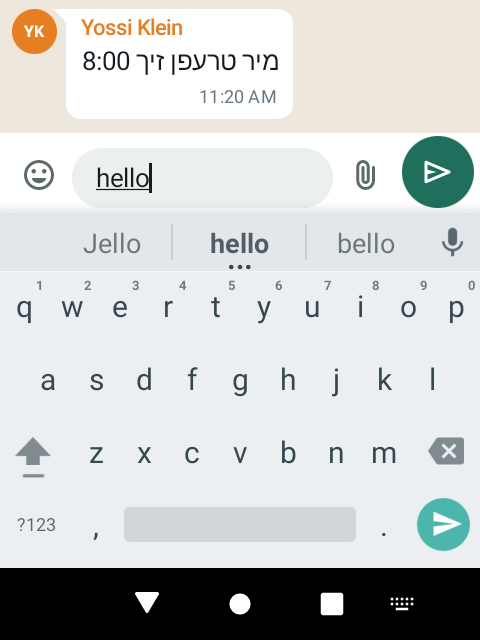 YK
Yossi Klein
מיר טרעפן זיך 8:00
11:20 AM
hello
Jello hello bello
1 2 3 4 5 6 7 8 9 0
q w e r t y u i o p
a s d f g h j k l
z x c v b n m
?123 , .